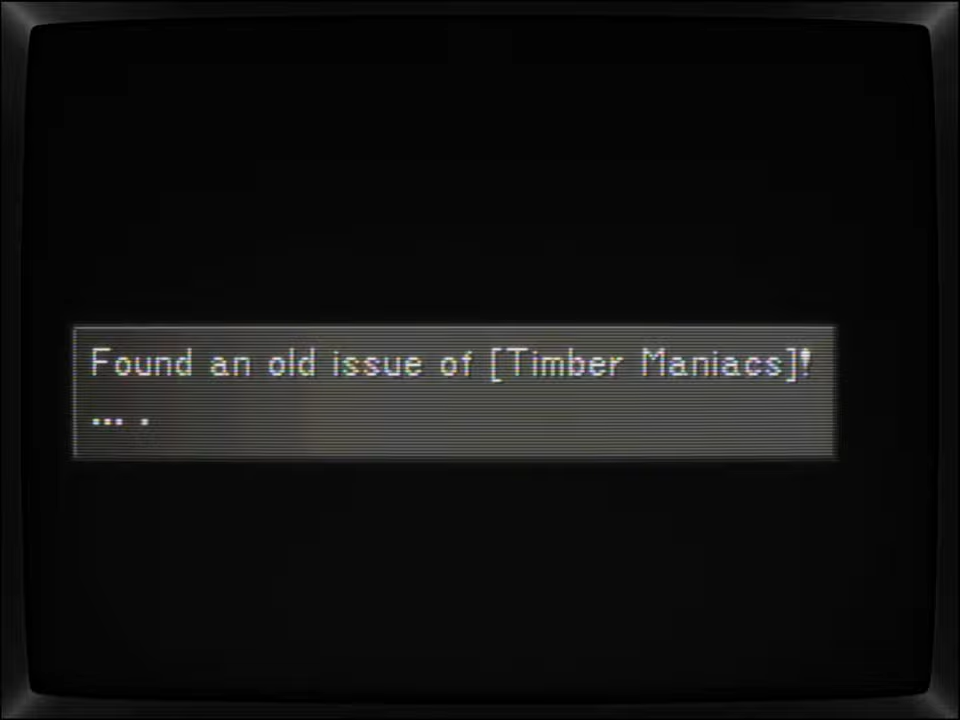 Found an old issue of [Timber Maniacs]!
... .